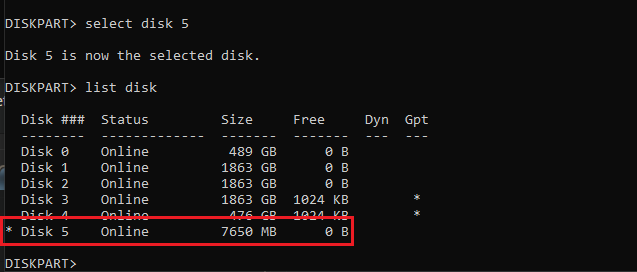 DISKPART> select disk 5
Disk 5 is now the selected disk.
DISKPART> list disk
Disk ###  Status         Size     Free     Dyn  Gpt
--------  -------------  -------  -------  ---  ---
Disk 0    Online          489 GB      0 B
Disk 1    Online         1863 GB      0 B
Disk 2    Online         1863 GB      0 B
Disk 3    Online         1863 GB  1024 KB        *
Disk 4    Online          476 GB  1024 KB        *
* Disk 5    Online         7650 MB      0 B
DISKPART>